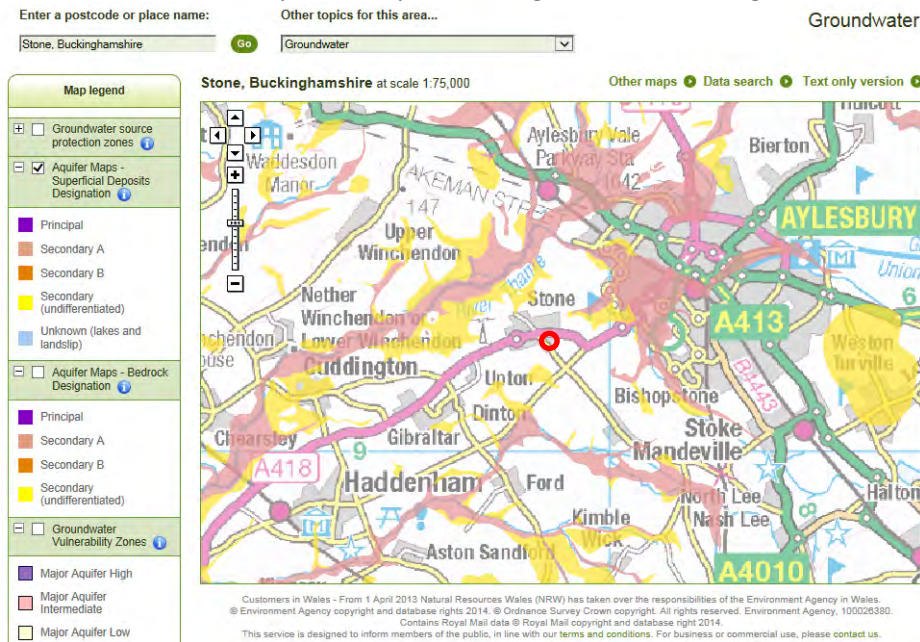 Enter a postcode or place name:
Other topics for this area...
Groundwater
Stone, Buckinghamshire
Go
Groundwater
Map legend
Groundwater source
protection zones
Aquifer Maps -
Superficial Deposits
Designation
Principal
Secondary A
Secondary B
Secondary
(undifferentiated)
Unknown (lakes and
landslip)
Aquifer Maps - Bedrock
Designation
Principal
Secondary A
Secondary B
Secondary
(undifferentiated)
Groundwater
Vulnerability Zones
Major Aquifer High
Major Aquifer
Intermediate
Major Aquifer Low
Stone, Buckinghamshire at scale 1:75,000
Other maps
Data search
Text only version
Aylesbury Vale
Parkway Sta
Bierton
Waddesdon
Manor
AKEMAN STREET
147
Upper
Winchendon
AYLESBURY
Union
Nether
Winchendon or
Lower Winchendon
River Thame
Stone
6
A413
Weston
Turville
Cuddington
Upton
B4443
Bishopstone
Dinton
Stoke
Mandeville
Chearsley
9
Gibraltar
A418
Haddenham
Ford
North Lee
Nash Lee
Halton
8
Kimble
Wick
Aston Sandford
A4010
Customers in Wales - From 1 April 2013 Natural Resources Wales (NRW) has taken over the responsibilities of the Environment Agency in Wales.
© Environment Agency copyright and database rights 2014. © Ordnance Survey Crown copyright. All rights reserved. Environment Agency, 100026380.
Contains Royal Mail data © Royal Mail copyright and database right 2014.
This service is designed to inform members of the public, in line with our terms and conditions. For business or commercial use, please contact us.